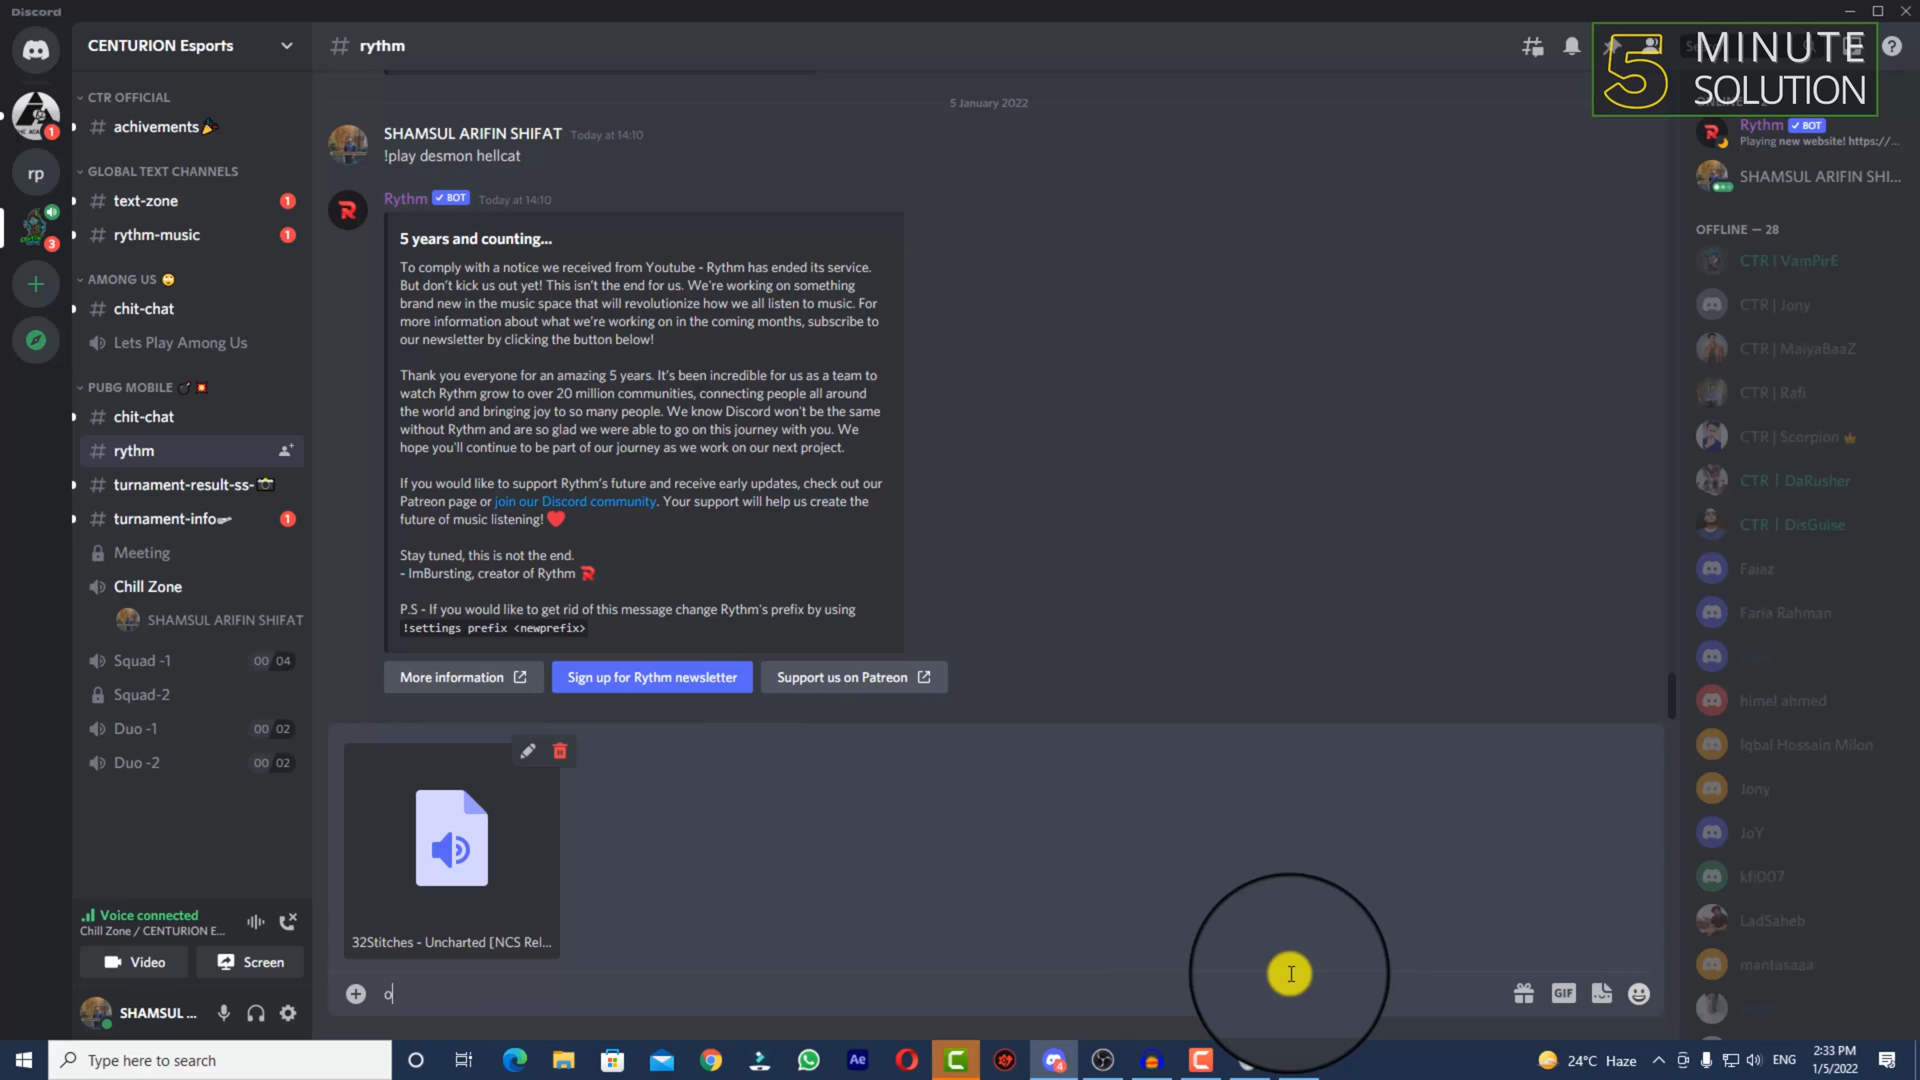 Discord
CENTURION Esports
# rythm
5 MINUTE
SOLUTION
CTR OFFICIAL
# achivements
GLOBAL TEXT CHANNELS
# text-zone 1
# rythm-music 1
AMONG US
# chit-chat
Lets Play Among Us
PUBG MOBILE
# chit-chat
# rythm
# turnament-result-ss-
# turnament-info 1
Meeting
Chill Zone
SHAMSUL ARIFIN SHIFAT
Squad -1 00 04
Squad-2
Duo -1 00 02
Duo -2 00 02
Voice connected
Chill Zone / CENTURION E...
Video
Screen
SHAMSUL ...
rp
1
3
5 January 2022
SHAMSUL ARIFIN SHIFAT Today at 14:10
!play desmon hellcat
Rythm BOT Today at 14:10
5 years and counting...
To comply with a notice we received from Youtube - Rythm has ended its service.
But don't kick us out yet! This isn't the end for us. We're working on something
brand new in the music space that will revolutionize how we all listen to music. For
more information about what we're working on in the coming months, subscribe to
our newsletter by clicking the button below!
Thank you everyone for an amazing 5 years. It's been incredible for us as a team to
watch Rythm grow to over 20 million communities, connecting people all around
the world and bringing joy to so many people. We know Discord won't be the same
without Rythm and are so glad we were able to go on this journey with you. We
hope you'll continue to be part of our journey as we work on our next project.
If you would like to support Rythm's future and receive early updates, check out our
Patreon page or join our Discord community. Your support will help us create the
future of music listening!
Stay tuned, this is not the end.
- ImBursting, creator of Rythm
P.S - If you would like to get rid of this message change Rythm's prefix by using
!settings prefix <newprefix>
More information
Sign up for Rythm newsletter
Support us on Patreon
32Stitches - Uncharted [NCS Rel...
o
GIF
Rythm BOT
Playing new website! https://...
SHAMSUL ARIFIN SHI...
OFFLINE — 28
CTR | VamPirE
CTR | Jony
CTR | MaiyaBaaZ
CTR | Rafi
CTR | Scorpion
CTR | DaRusher
CTR | DisGuise
Faiaz
Faria Rahman
himel ahmed
Iqbal Hossain Milon
Jony
JoY
kfi007
LadSaheb
mantasaaa
Type here to search
Ae
4
24°C Haze
ENG
2:33 PM
1/5/2022